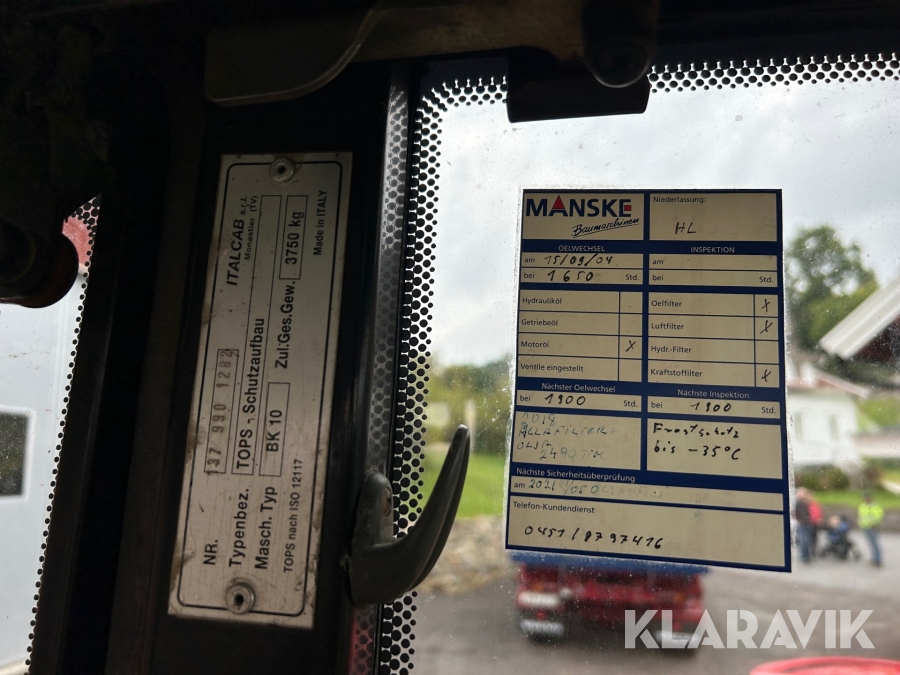 ITALCAB s.r.l.
Monastier (TV)
NR. 137 990 1282
Typenbez. TOPS - Schutzaufbau
Masch. Typ BK 10 Zul.Ges.Gew. 3750 kg
TOPS nach ISO 12117 Made in ITALY
MANSKE
Baumaschinen
Niederlassung:
HL
OELWECHSEL
am 15/09/04
bei 1650 Std.
INSPEKTION
am
bei Std.
Hydrauliköl
Getriebeöl
Motoröl X
Ventile eingestellt
Oelfilter X
Luftfilter X
Hydr.-Filter
Kraftstoffilter X
Nächster Oelwechsel
bei 1900 Std.
Nächste Inspektion
bei 1900 Std.
2018
ALLA FILTER +
Frostschutz
bis -35°C
Nächste Sicherheitsüberprüfung
am 2021
Telefon-Kundendienst
0451/8797416
KLARAVIK